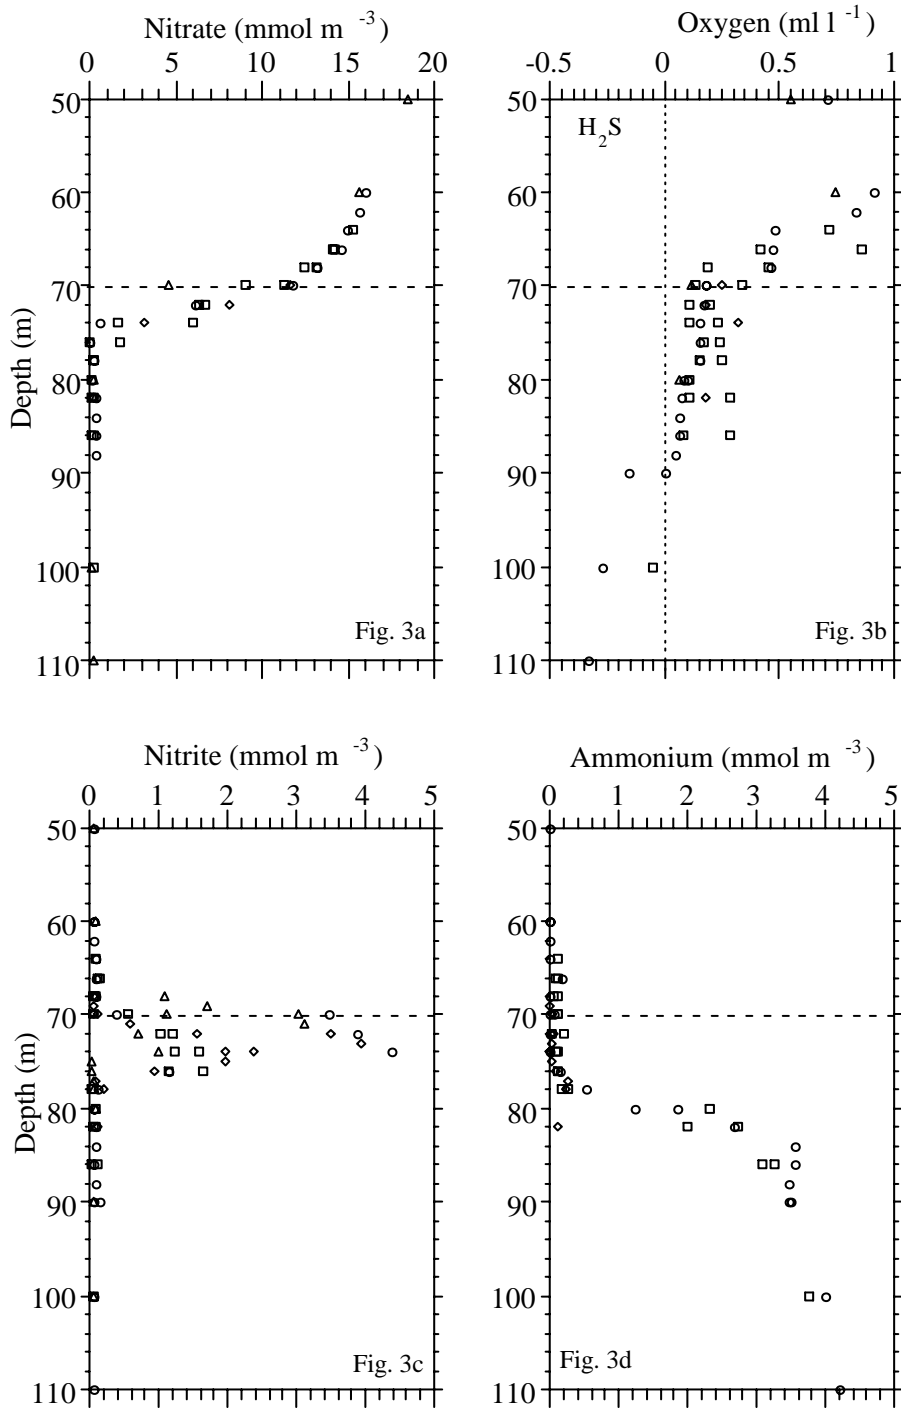 Nitrate (mmol m -3)
0 5 10 15 20
50
60
70
80
90
100
110
Depth (m)
Fig. 3a
Oxygen (ml l -1)
-0.5 0 0.5 1
H2S
50
60
70
80
90
100
110
Fig. 3b
Nitrite (mmol m -3)
0 1 2 3 4 5
50
60
70
80
90
100
110
Depth (m)
Fig. 3c
Ammonium (mmol m -3)
0 1 2 3 4 5
50
60
70
80
90
100
110
Fig. 3d